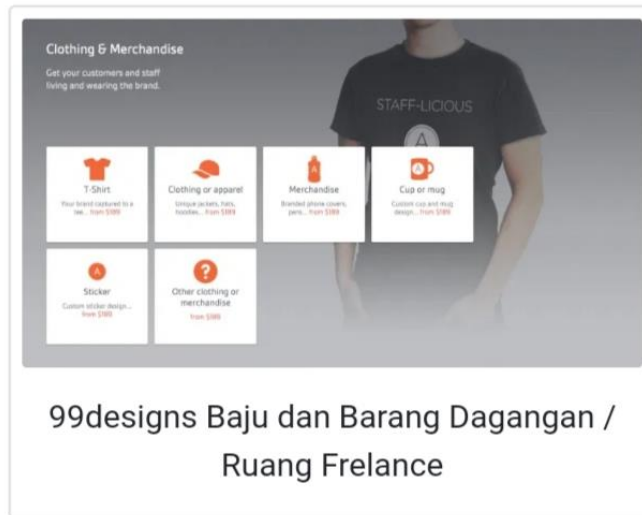 Clothing & Merchandise
Get your customers and staff
living and wearing the brand.
STAFF-LICIOUS
A
T-Shirt
Your brand captured to a
tee... from $189
Clothing or apparel
Unique jackets, hats,
hoodies... from $189
A
Merchandise
Branded phone covers,
pens... from $189
A
Cup or mug
Custom cup and mug
design... from $189
A
Sticker
Custom sticker design...
from $189
?
Other clothing or
merchandise
from $189
99designs Baju dan Barang Dagangan /
Ruang Frelance